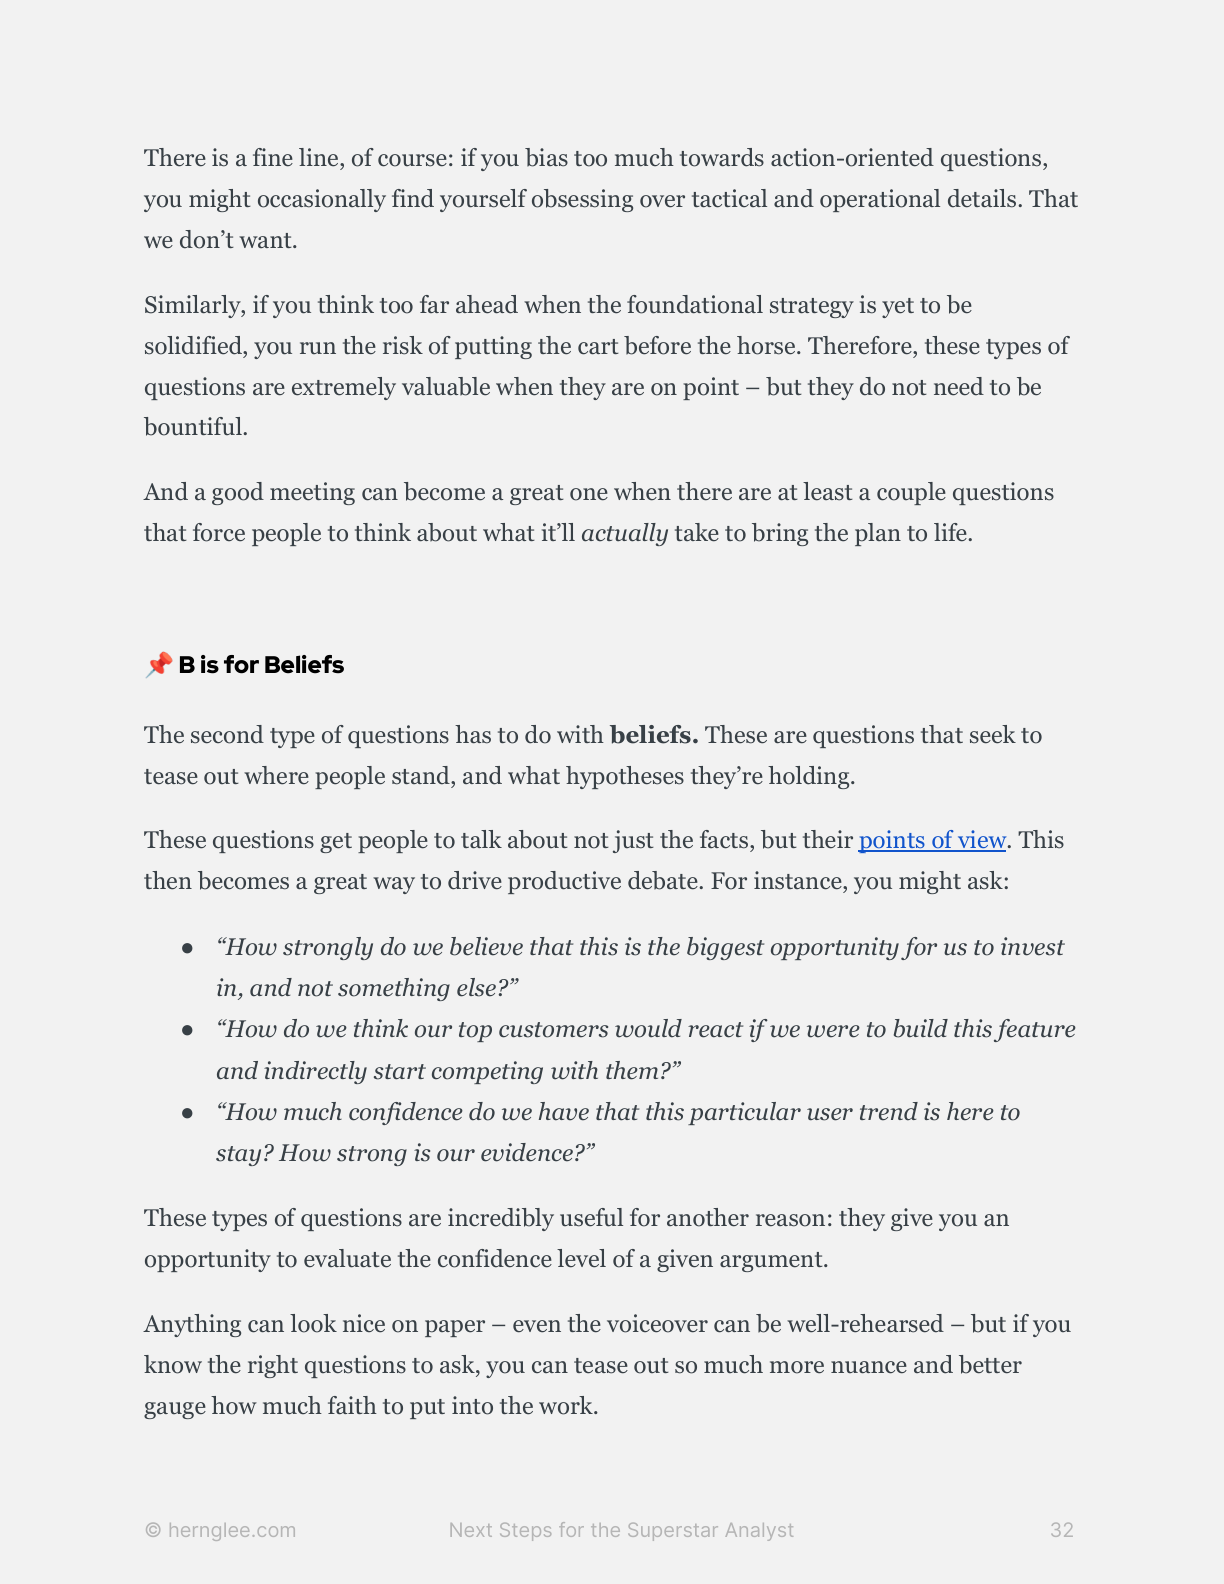 There is a fine line, of course: if you bias too much towards action-oriented questions,
you might occasionally find yourself obsessing over tactical and operational details. That
we don’t want.
Similarly, if you think too far ahead when the foundational strategy is yet to be
solidified, you run the risk of putting the cart before the horse. Therefore, these types of
questions are extremely valuable when they are on point – but they do not need to be
bountiful.
And a good meeting can become a great one when there are at least a couple questions
that force people to think about what it’ll actually take to bring the plan to life.
📌 B is for Beliefs
The second type of questions has to do with beliefs. These are questions that seek to
tease out where people stand, and what hypotheses they’re holding.
These questions get people to talk about not just the facts, but their points of view. This
then becomes a great way to drive productive debate. For instance, you might ask:
● “How strongly do we believe that this is the biggest opportunity for us to invest
in, and not something else?”
● “How do we think our top customers would react if we were to build this feature
and indirectly start competing with them?”
● “How much confidence do we have that this particular user trend is here to
stay? How strong is our evidence?”
These types of questions are incredibly useful for another reason: they give you an
opportunity to evaluate the confidence level of a given argument.
Anything can look nice on paper – even the voiceover can be well-rehearsed – but if you
know the right questions to ask, you can tease out so much more nuance and better
gauge how much faith to put into the work.
© hernglee.com Next Steps for the Superstar Analyst 32